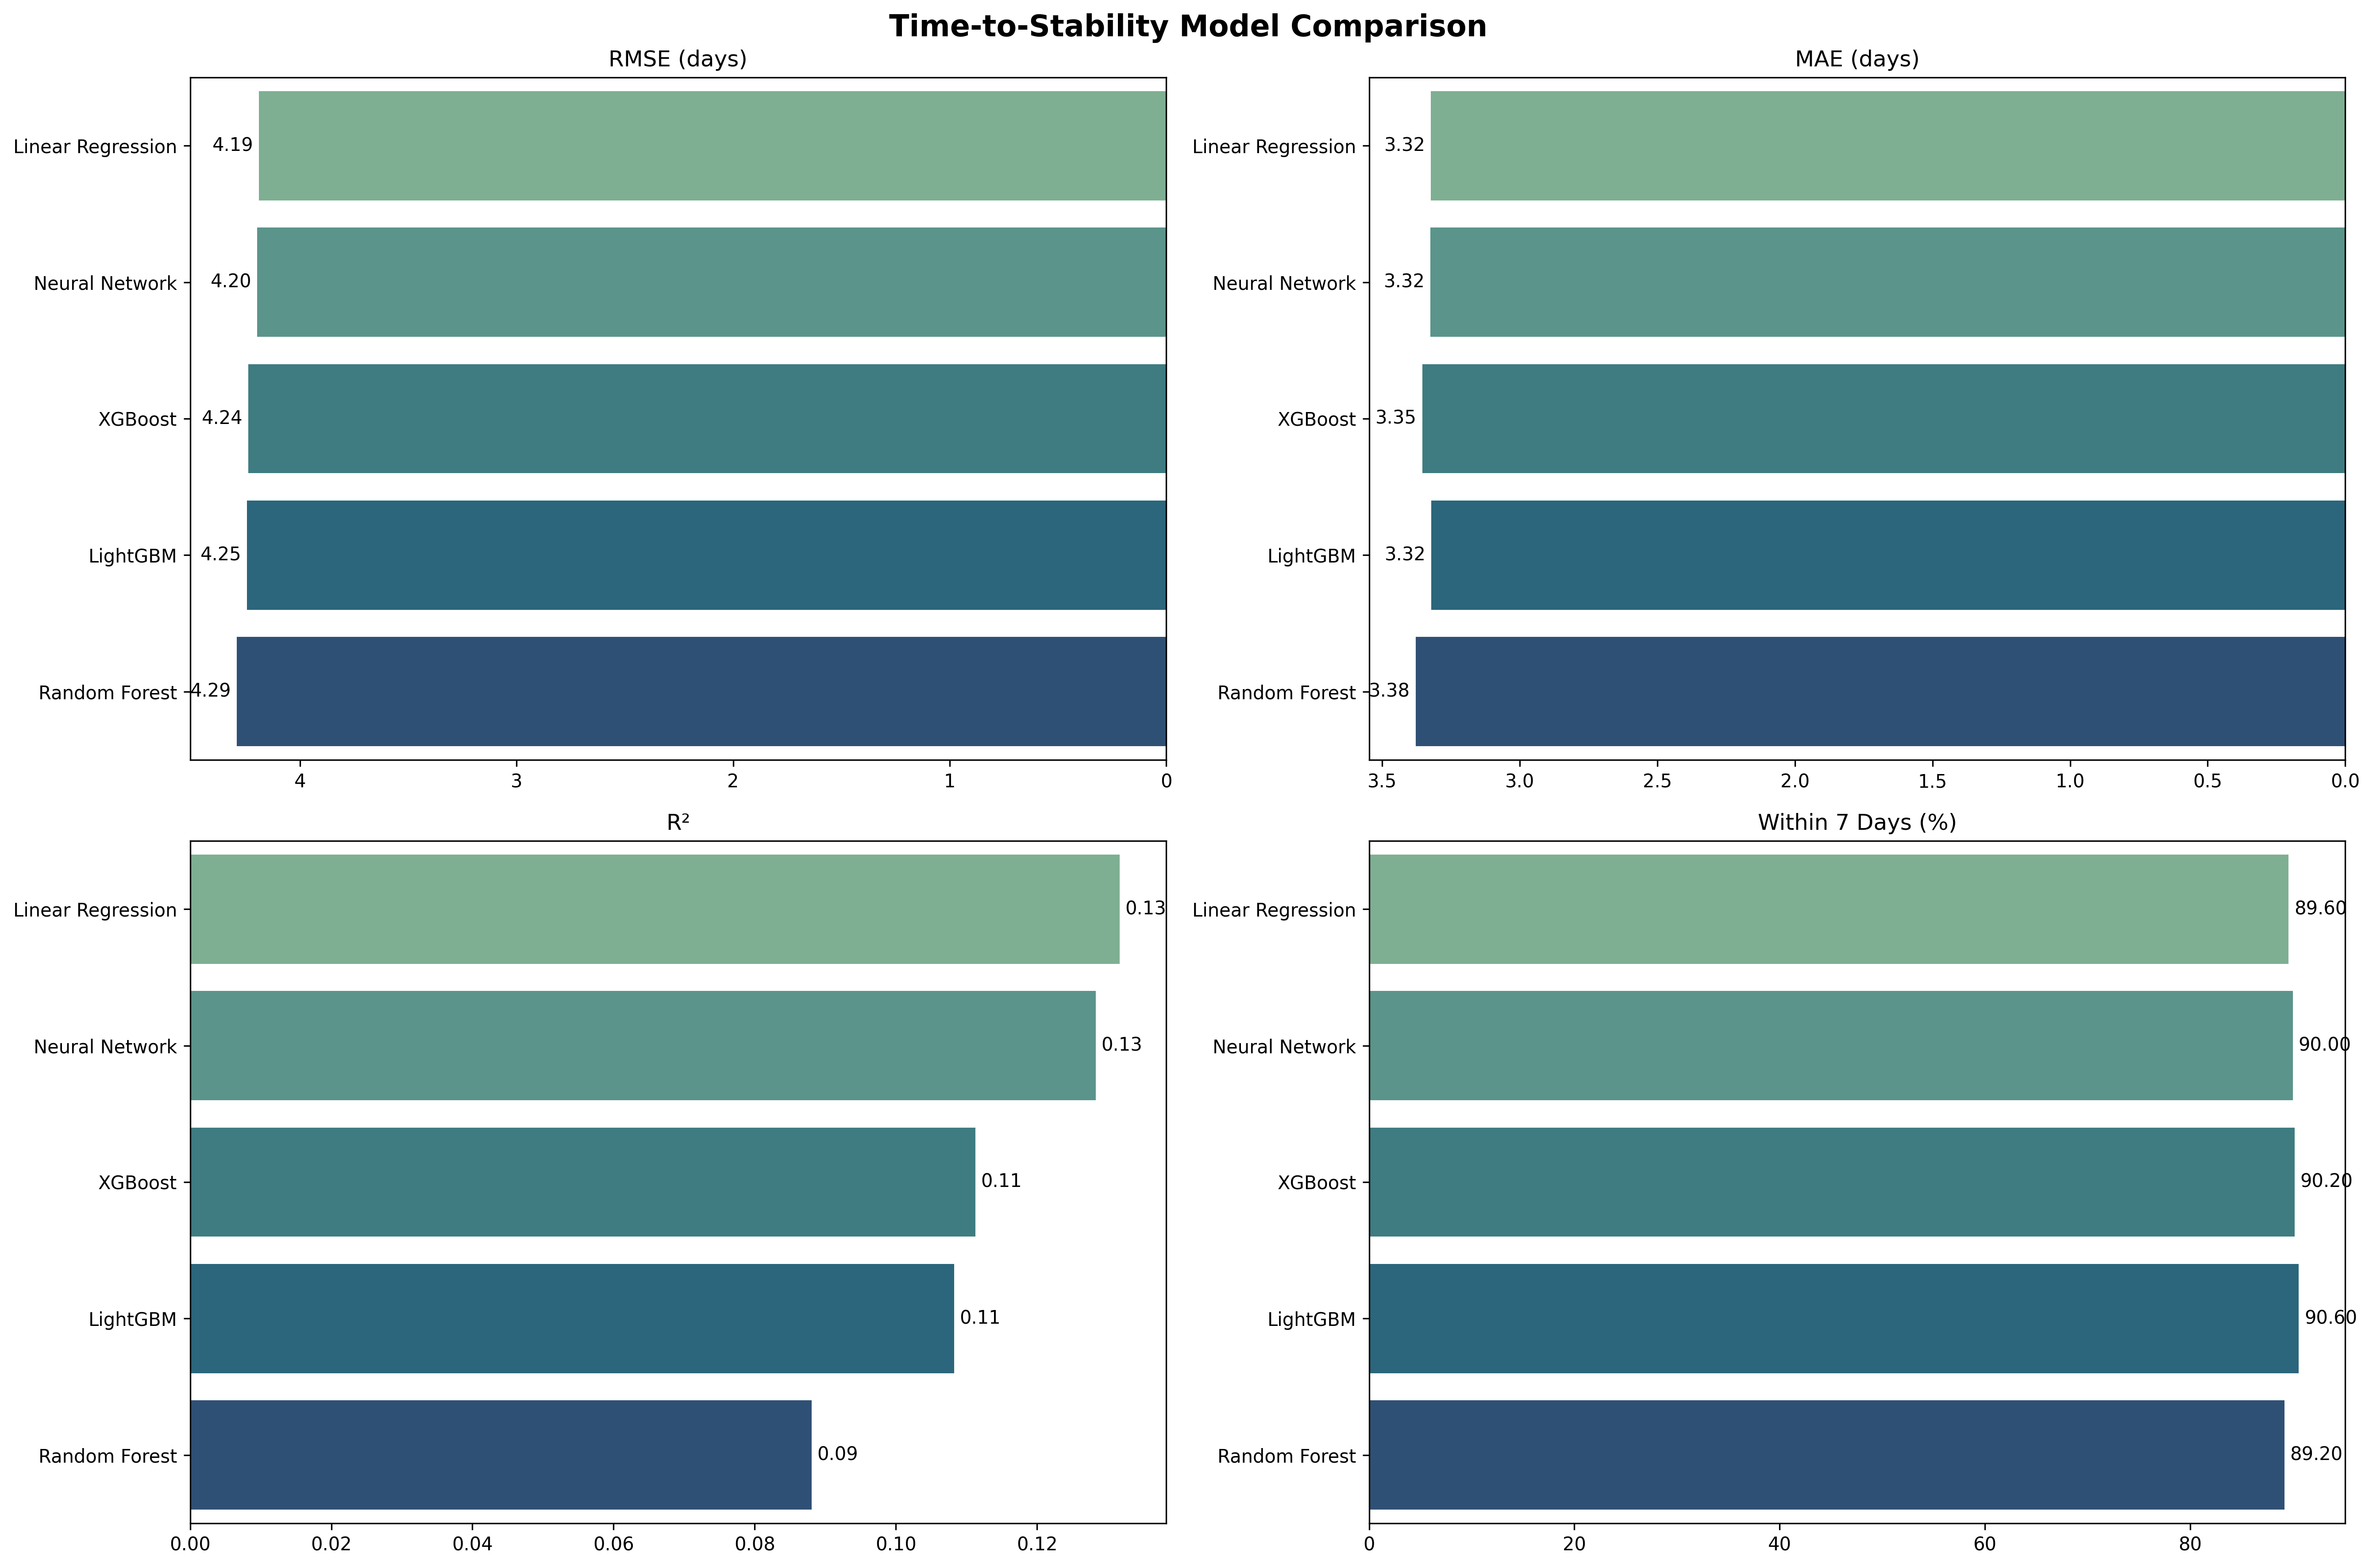 Time-to-Stability Model Comparison
RMSE (days)
Linear Regression
4.19
Neural Network
4.20
XGBoost
4.24
LightGBM
4.25
Random Forest
4.29
4 3 2 1 0
MAE (days)
Linear Regression
3.32
Neural Network
3.32
XGBoost
3.35
LightGBM
3.32
Random Forest
3.38
3.5 3.0 2.5 2.0 1.5 1.0 0.5 0.0
R²
Linear Regression
0.13
Neural Network
0.13
XGBoost
0.11
LightGBM
0.11
Random Forest
0.09
0.00 0.02 0.04 0.06 0.08 0.10 0.12
Within 7 Days (%)
Linear Regression
89.60
Neural Network
90.00
XGBoost
90.20
LightGBM
90.60
Random Forest
89.20
0 20 40 60 80